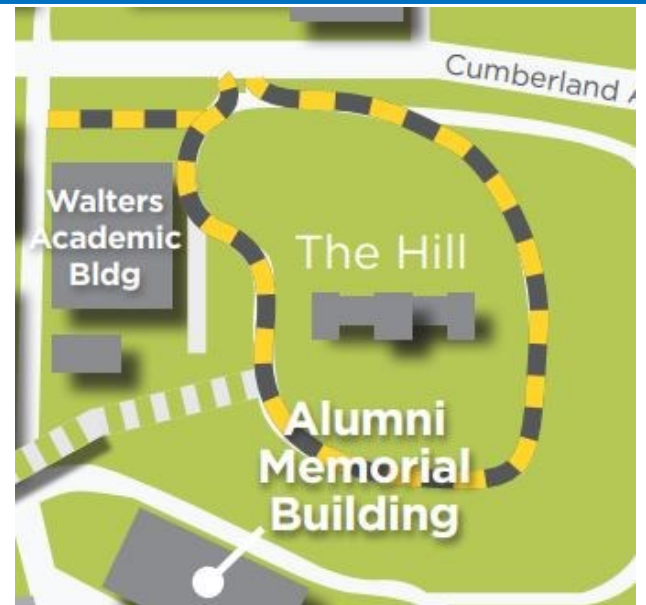 Cumberland A
Walters
Academic
Bldg
The Hill
Alumni
Memorial
Building